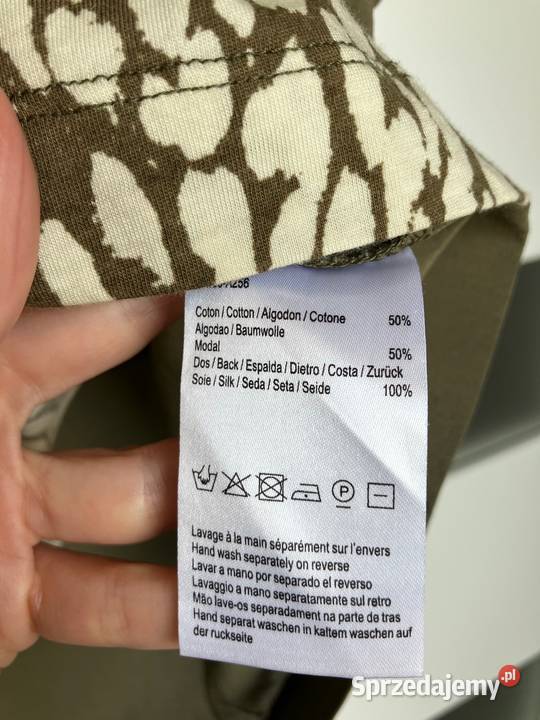 Coton / Cotton / Algodon / Cotone 50%
Algodao / Baumwolle
Modal 50%
Dos / Back / Espalda / Dietro / Costa / Zurück
Soie / Silk / Seda / Seta / Seide 100%
P
Lavage à la main séparément sur l'envers
Hand wash separately on reverse
Lavar a mano por separado el reverso
Lavaggio a mano separatamente sul retro
Mão lave-os separadament na parte de tras
Hand separat waschen in kaltem waschen auf
der ruckseite
Sprzedajemy.pl